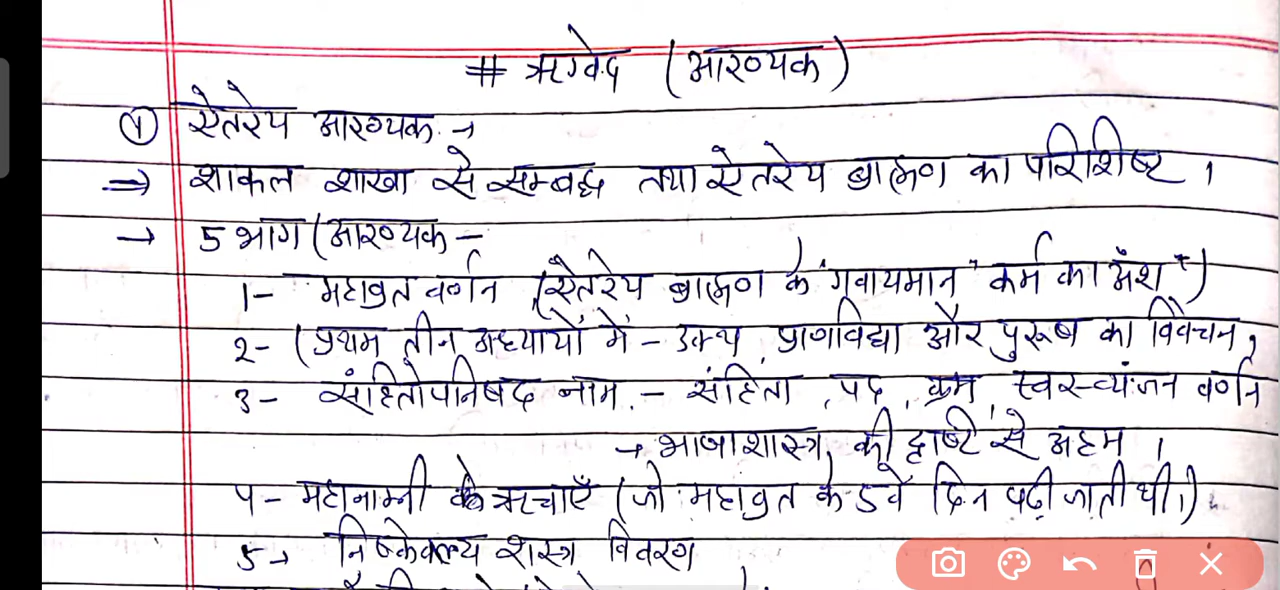 # ऋग्वेद (आरण्यक)
१ ऐतरेय आरण्यक →
⇒ शाकल शाखा से सम्बद्ध तथा ऐतरेय ब्राह्मण का परिशिष्ट ।
→ 5 भाग (आरण्यक –
1- महाव्रत वर्णन (ऐतरेय ब्राह्मण के "गवायमान" कर्म का अँश")
2- (प्रथम तीन अध्यायों में – उक्थ, प्राणविद्या और पुरूष का विवेचन,
3- संहितोपनिषद नाम – संहिता, पद, क्रम, स्वर-व्यंजन वर्णन
→ भाषाशास्त्र की दृष्टि से अहम ।
५- महानाम्नी के ऋचाएँ (जो महाव्रत के 5वें दिन पढी जाती थी।)
5→ निष्केवल्य शस्त्र विवरण